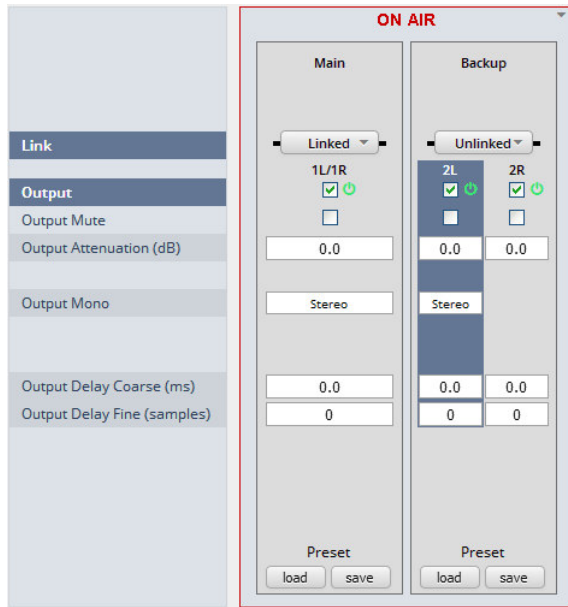 ON AIR
Main Backup
Link Linked Unlinked
1L/1R 2L 2R
Output
Output Mute
Output Attenuation (dB) 0.0 0.0 0.0
Output Mono Stereo Stereo
Output Delay Coarse (ms) 0.0 0.0 0.0
Output Delay Fine (samples) 0 0 0
Preset Preset
load save load save